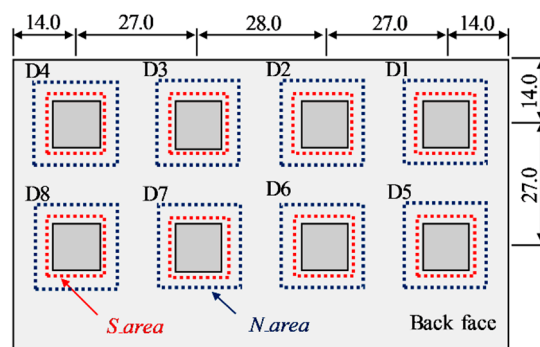 14.0 27.0 28.0 27.0 14.0
D4 D3 D2 D1
14.0
D8 D7 D6 D5
27.0
S_area N_area Back face